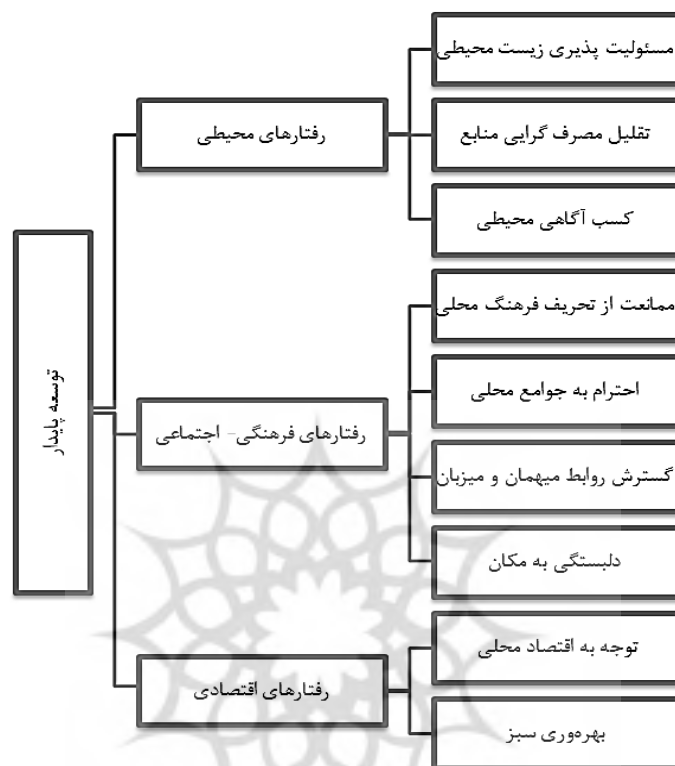 توسعه پایدار
رفتارهای محیطی
مسئولیت پذیری زیست محیطی
تقلیل مصرف گرایی منابع
کسب آگاهی محیطی
رفتارهای فرهنگی- اجتماعی
ممانعت از تحریف فرهنگ محلی
احترام به جوامع محلی
گسترش روابط میهمان و میزبان
دلبستگی به مکان
رفتارهای اقتصادی
توجه به اقتصاد محلی
بهره‌وری سبز